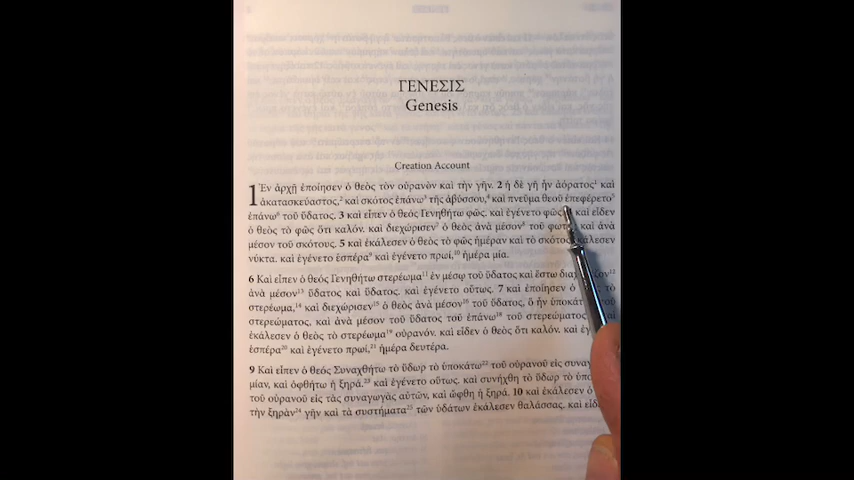 ΓΕΝΕΣΙΣ
Genesis
Creation Account
1 Ἐν ἀρχῇ ἐποίησεν ὁ θεὸς τὸν οὐρανὸν καὶ τὴν γῆν. 2 ἡ δὲ γῆ ἦν ἀόρατος¹ καὶ
ἀκατασκεύαστος,² καὶ σκότος ἐπάνω³ τῆς ἀβύσσου,⁴ καὶ πνεῦμα θεοῦ ἐπεφέρετο⁵
ἐπάνω⁶ τοῦ ὕδατος. 3 καὶ εἶπεν ὁ θεός Γενηθήτω φῶς. καὶ ἐγένετο φῶς. καὶ εἶδεν
ὁ θεὸς τὸ φῶς ὅτι καλόν. καὶ διεχώρισεν⁷ ὁ θεὸς ἀνὰ μέσον⁸ τοῦ καὶ ἀνὰ
μέσον τοῦ σκότους. 5 καὶ ἐκάλεσεν ὁ θεὸς τὸ φῶς ἡμέραν καὶ τὸ σκότος
νύκτα. καὶ ἐγένετο ἑσπέρα⁹ καὶ ἐγένετο πρωί,¹⁰ ἡμέρα μία.
6 Καὶ εἶπεν ὁ θεός Γενηθήτω στερέωμα¹¹ ἐν μέσῳ τοῦ ὕδατος καὶ ἔστω
ἀνὰ μέσον¹³ ὕδατος καὶ ὕδατος. καὶ ἐγένετο οὕτως. 7 καὶ ἐποίησεν ὁ τὸ
στερέωμα,¹⁴ καὶ διεχώρισεν¹⁵ ὁ θεὸς ἀνὰ μέσον¹⁶ τοῦ ὕδατος, ὃ ἦν
στερεώματος, καὶ ἀνὰ μέσον τοῦ ὕδατος τοῦ ἐπάνω¹⁸ τοῦ στερεώματος.
ἐκάλεσεν ὁ θεὸς τὸ στερέωμα¹⁹ οὐρανόν. καὶ εἶδεν ὁ θεὸς ὅτι καλόν. καὶ
ἑσπέρα²⁰ καὶ ἐγένετο πρωί,²¹ ἡμέρα δευτέρα.
9 Καὶ εἶπεν ὁ θεός Συναχθήτω τὸ ὕδωρ τὸ ὑποκάτω²² τοῦ οὐρανοῦ εἰς
μίαν, καὶ ὀφθήτω ἡ ξηρά.²³ καὶ ἐγένετο οὕτως. καὶ συνήχθη τὸ ὕδωρ τὸ
τοῦ οὐρανοῦ εἰς τὰς συναγωγὰς αὐτῶν, καὶ ὤφθη ἡ ξηρά. 10 καὶ ἐκάλεσεν ὁ
τὴν ξηρὰν²⁴ γῆν καὶ τὰ συστήματα²⁵ τῶν ὑδάτων ἐκάλεσεν θαλάσσας. καὶ